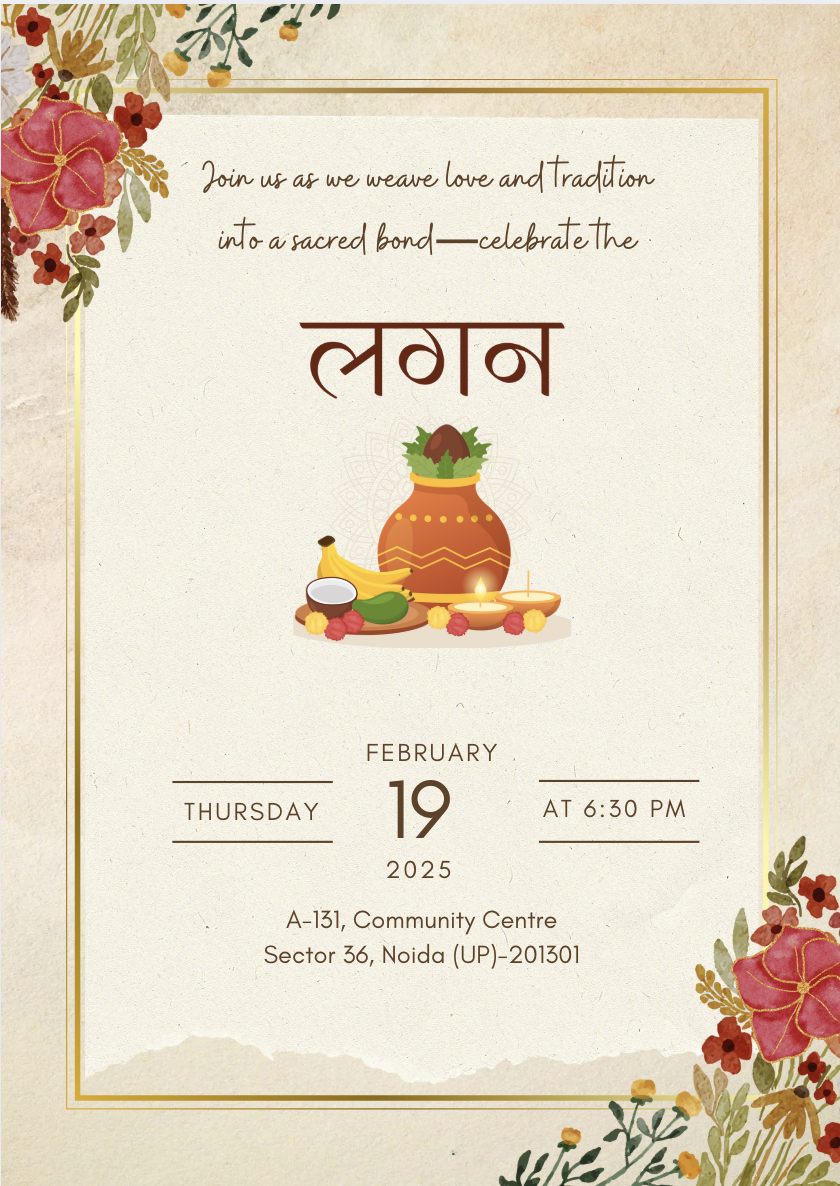 Join us as we weave love and tradition
into a sacred bond—celebrate the
लगन
FEBRUARY
THURSDAY
19
AT 6:30 PM
2025
A-131, Community Centre
Sector 36, Noida (UP)-201301